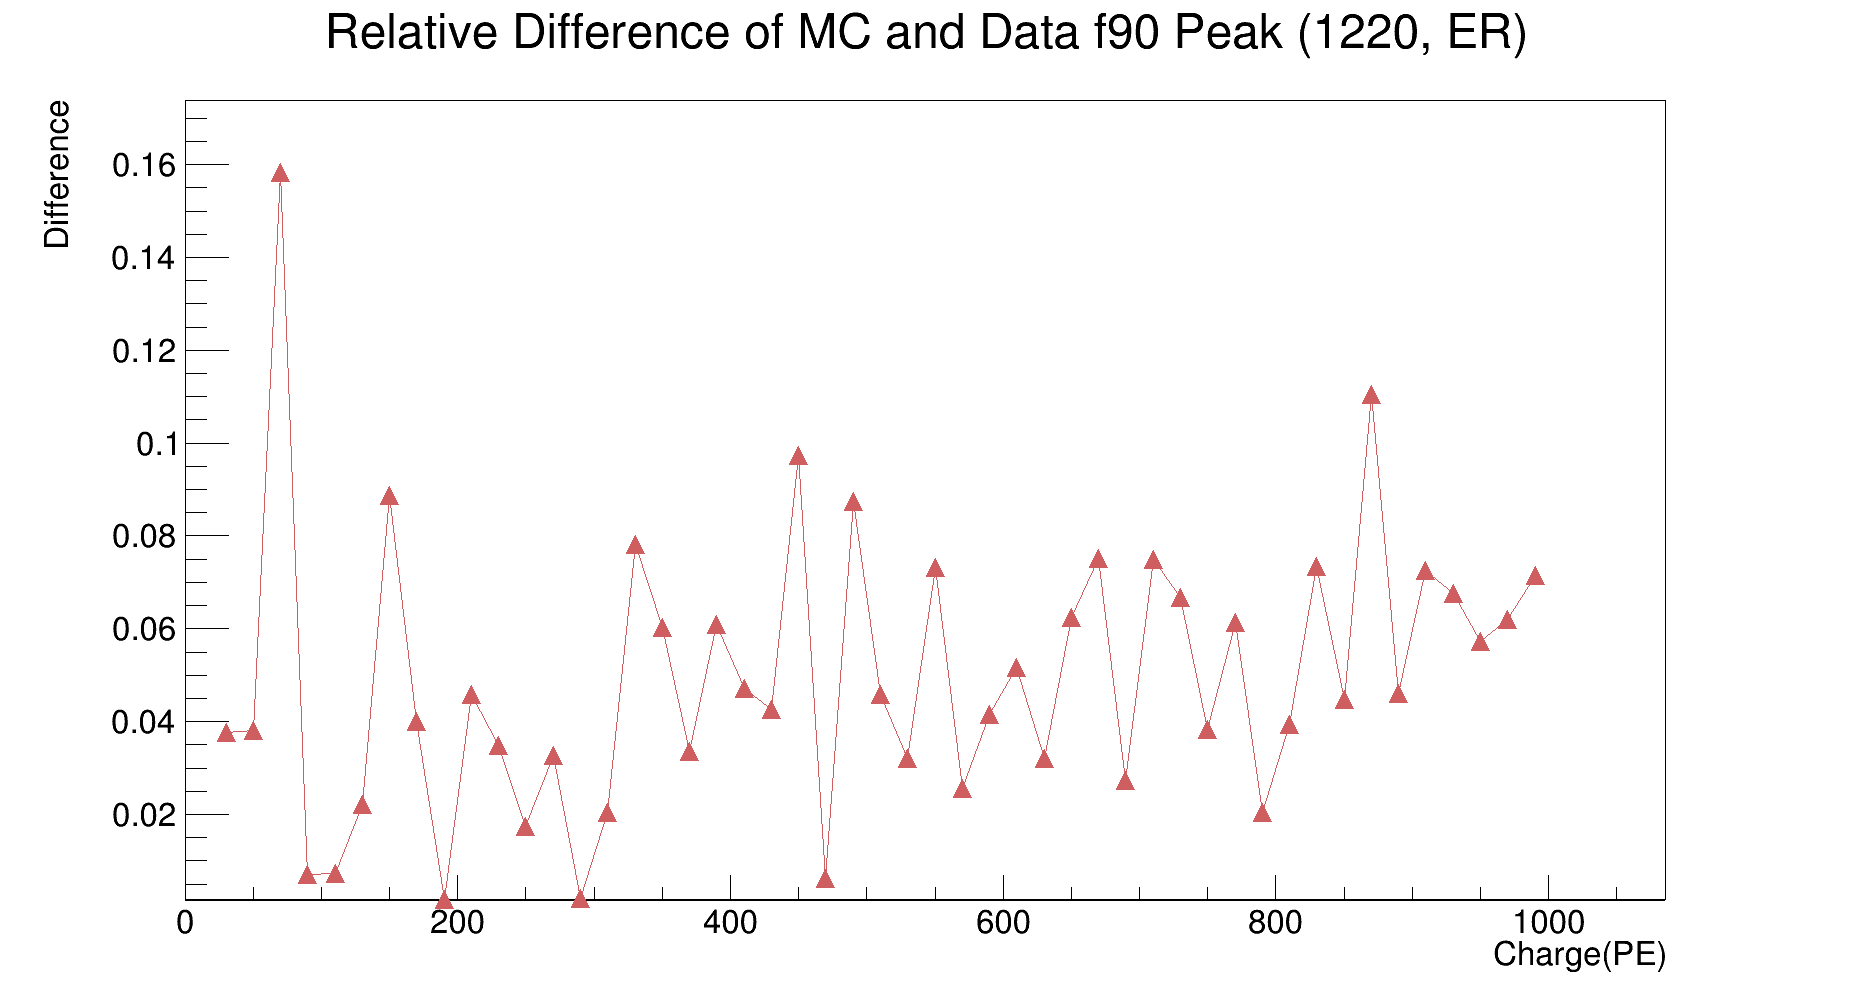 Relative Difference of MC and Data f90 Peak (1220, ER)
Difference
0.16
0.14
0.12
0.1
0.08
0.06
0.04
0.02
0 200 400 600 800 1000
Charge(PE)